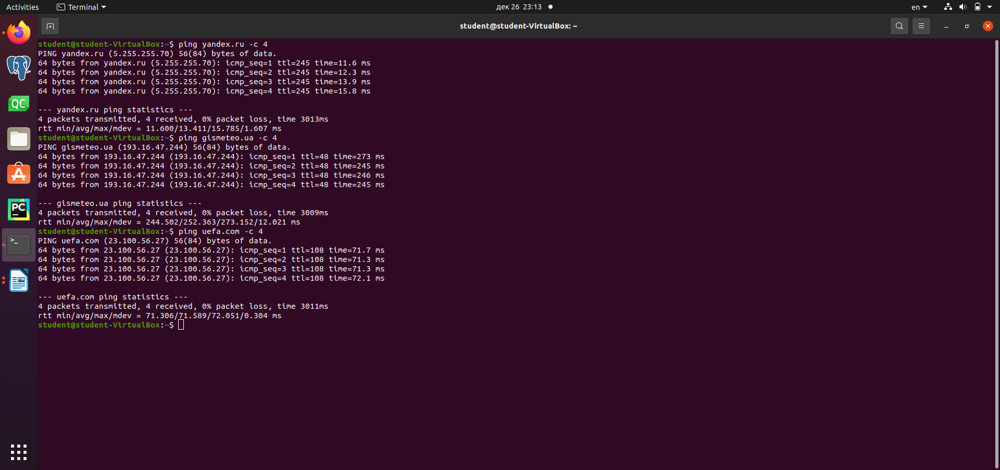 Activities
Terminal
дек 26 23:13
en
student@student-VirtualBox: ~
student@student-VirtualBox:~$ ping yandex.ru -c 4
PING yandex.ru (5.255.255.70) 56(84) bytes of data.
64 bytes from yandex.ru (5.255.255.70): icmp_seq=1 ttl=245 time=11.6 ms
64 bytes from yandex.ru (5.255.255.70): icmp_seq=2 ttl=245 time=12.3 ms
64 bytes from yandex.ru (5.255.255.70): icmp_seq=3 ttl=245 time=13.9 ms
64 bytes from yandex.ru (5.255.255.70): icmp_seq=4 ttl=245 time=15.8 ms
--- yandex.ru ping statistics ---
4 packets transmitted, 4 received, 0% packet loss, time 3013ms
rtt min/avg/max/mdev = 11.600/13.411/15.785/1.607 ms
student@student-VirtualBox:~$ ping gismeteo.ua -c 4
PING gismeteo.ua (193.16.47.244) 56(84) bytes of data.
64 bytes from 193.16.47.244 (193.16.47.244): icmp_seq=1 ttl=48 time=273 ms
64 bytes from 193.16.47.244 (193.16.47.244): icmp_seq=2 ttl=48 time=245 ms
64 bytes from 193.16.47.244 (193.16.47.244): icmp_seq=3 ttl=48 time=246 ms
64 bytes from 193.16.47.244 (193.16.47.244): icmp_seq=4 ttl=48 time=245 ms
--- gismeteo.ua ping statistics ---
4 packets transmitted, 4 received, 0% packet loss, time 3009ms
rtt min/avg/max/mdev = 244.502/252.363/273.152/12.021 ms
student@student-VirtualBox:~$ ping uefa.com -c 4
PING uefa.com (23.100.56.27) 56(84) bytes of data.
64 bytes from 23.100.56.27 (23.100.56.27): icmp_seq=1 ttl=108 time=71.7 ms
64 bytes from 23.100.56.27 (23.100.56.27): icmp_seq=2 ttl=108 time=71.3 ms
64 bytes from 23.100.56.27 (23.100.56.27): icmp_seq=3 ttl=108 time=71.3 ms
64 bytes from 23.100.56.27 (23.100.56.27): icmp_seq=4 ttl=108 time=72.1 ms
--- uefa.com ping statistics ---
4 packets transmitted, 4 received, 0% packet loss, time 3011ms
rtt min/avg/max/mdev = 71.306/71.589/72.051/0.304 ms
student@student-VirtualBox:~$
QC
PC
>_